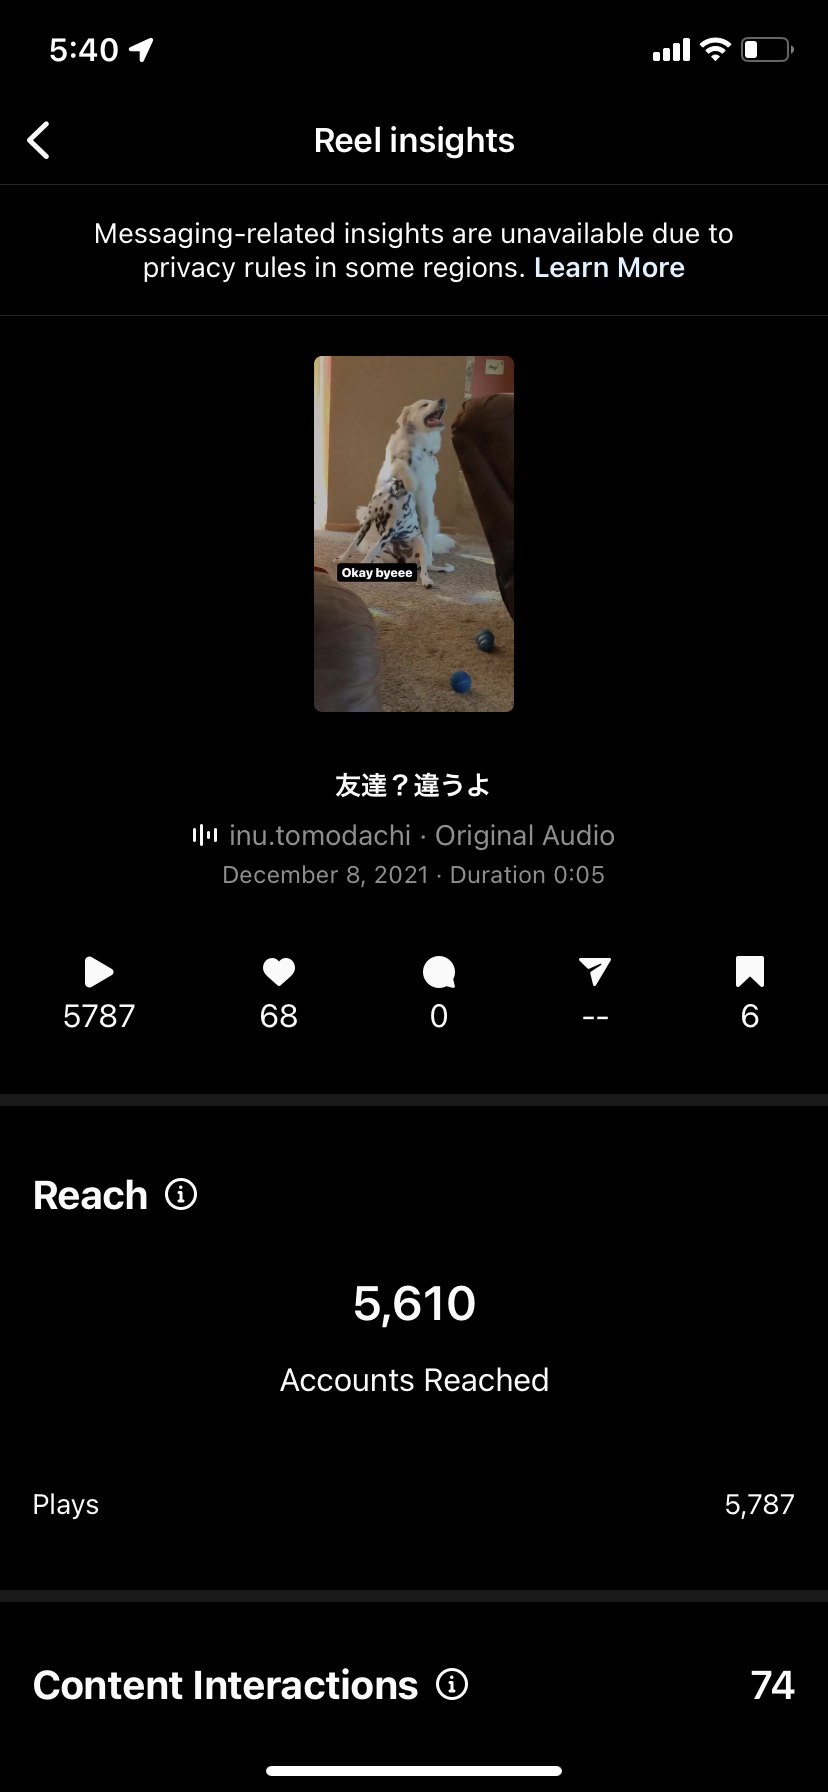 5:40
Reel insights
Messaging-related insights are unavailable due to
privacy rules in some regions. Learn More
Okay byeee
友達？違うよ
inu.tomodachi · Original Audio
December 8, 2021 · Duration 0:05
5787 68 0 -- 6
Reach
5,610
Accounts Reached
Plays 5,787
Content Interactions 74